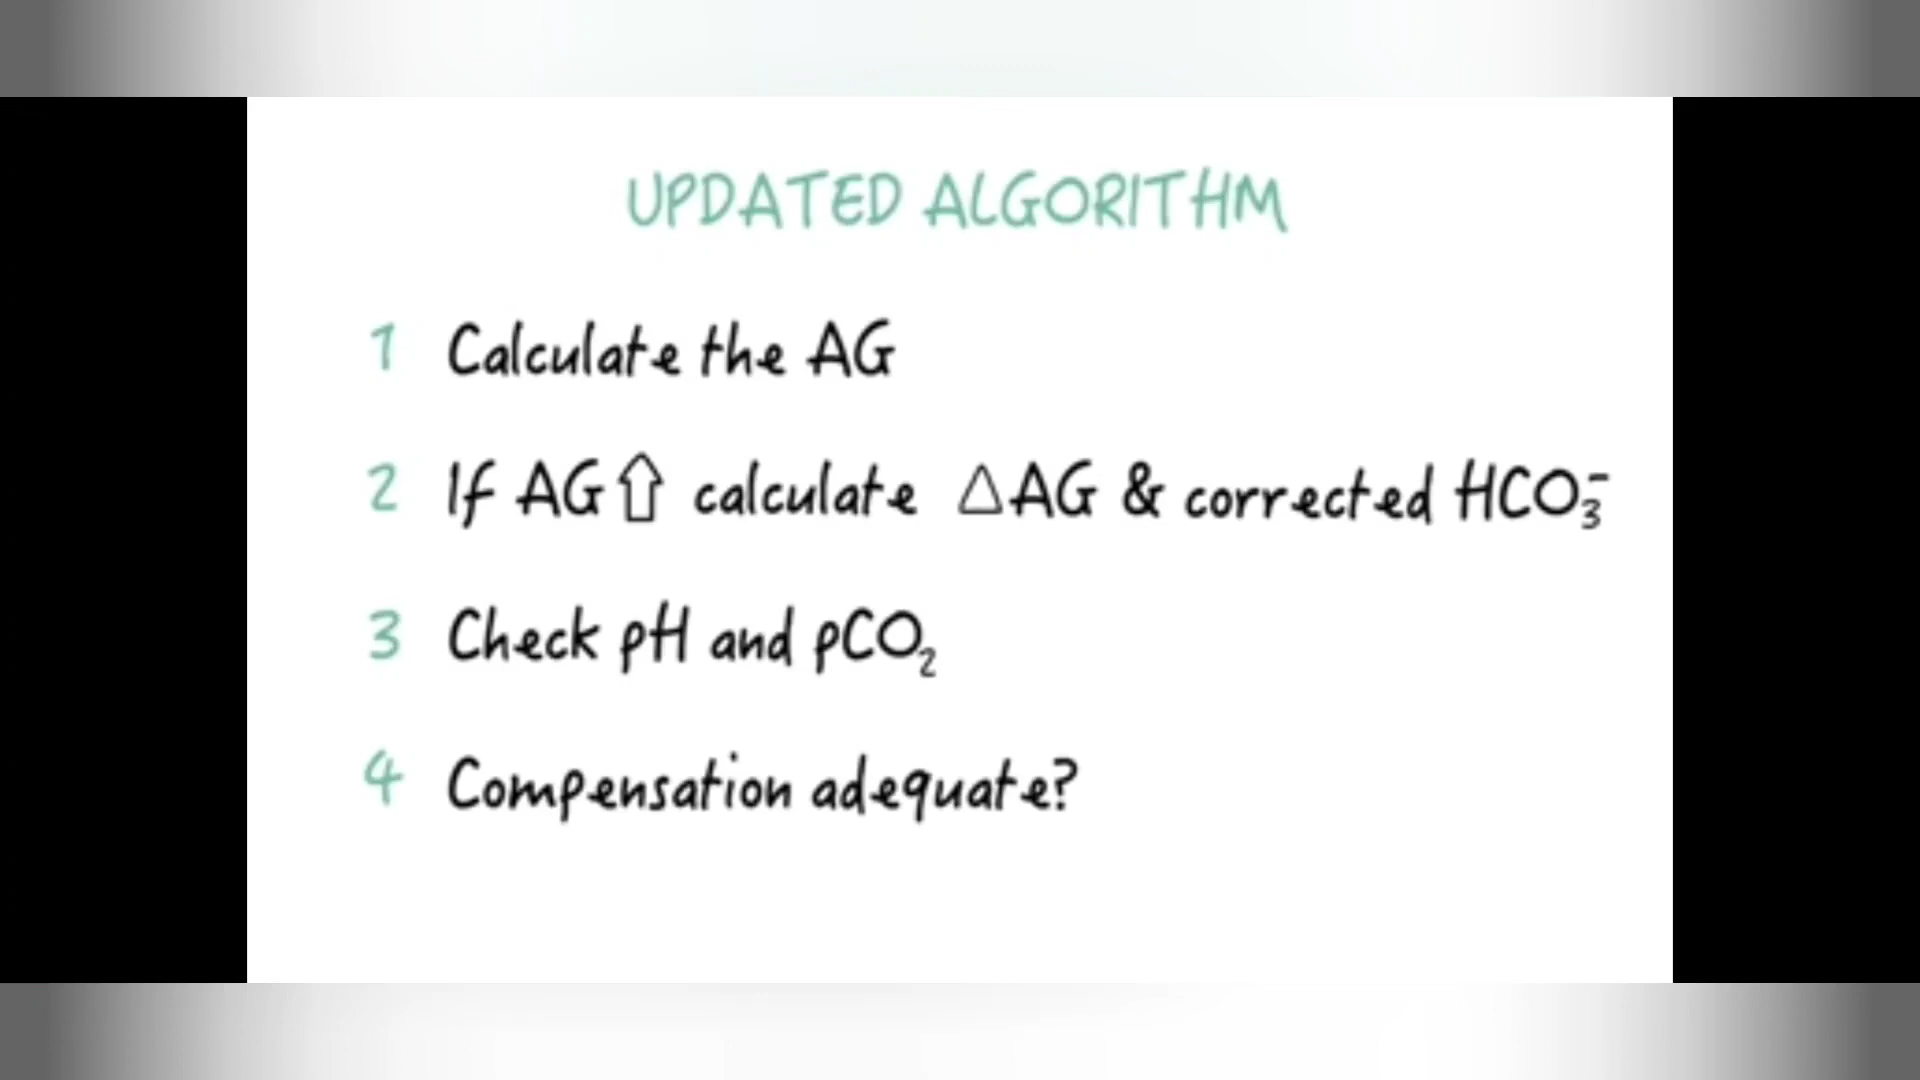 UPDATED ALGORITHM
1 Calculate the AG
2 If AG⇧ calculate △AG & corrected HCO₃⁻
3 Check pH and pCO₂
4 Compensation adequate?